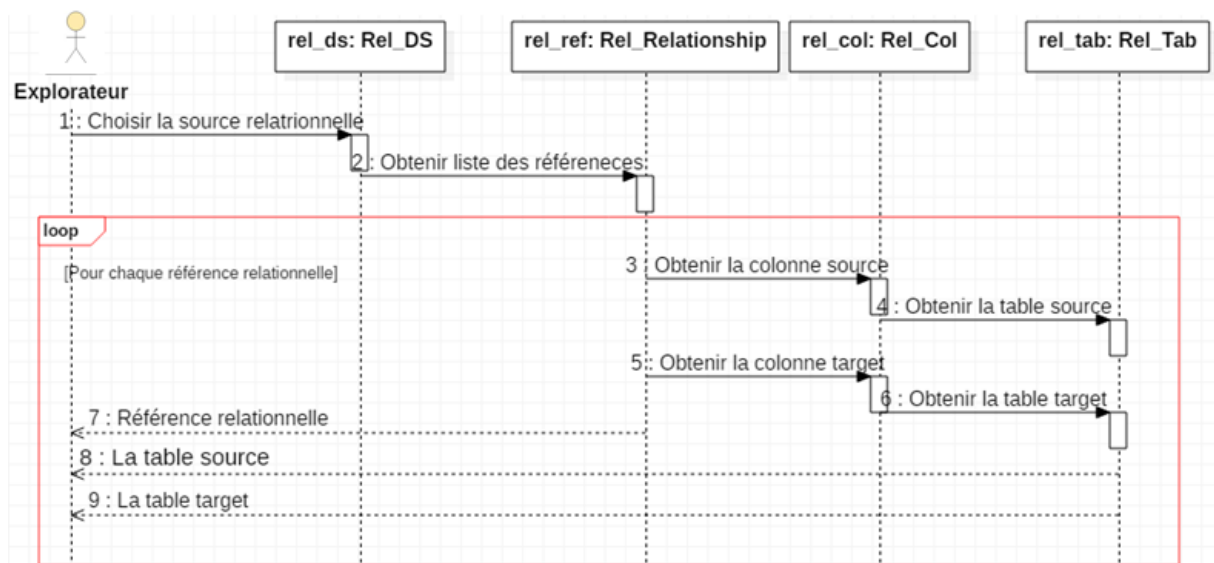 rel_ds: Rel_DS
rel_ref: Rel_Relationship
rel_col: Rel_Col
rel_tab: Rel_Tab
Explorateur
1 : Choisir la source relatrionnelle
2 : Obtenir liste des référeneces
loop
[Pour chaque référence relationnelle]
3 : Obtenir la colonne source
4 : Obtenir la table source
5 : Obtenir la colonne target
6 : Obtenir la table target
7 : Référence relationnelle
8 : La table source
9 : La table target